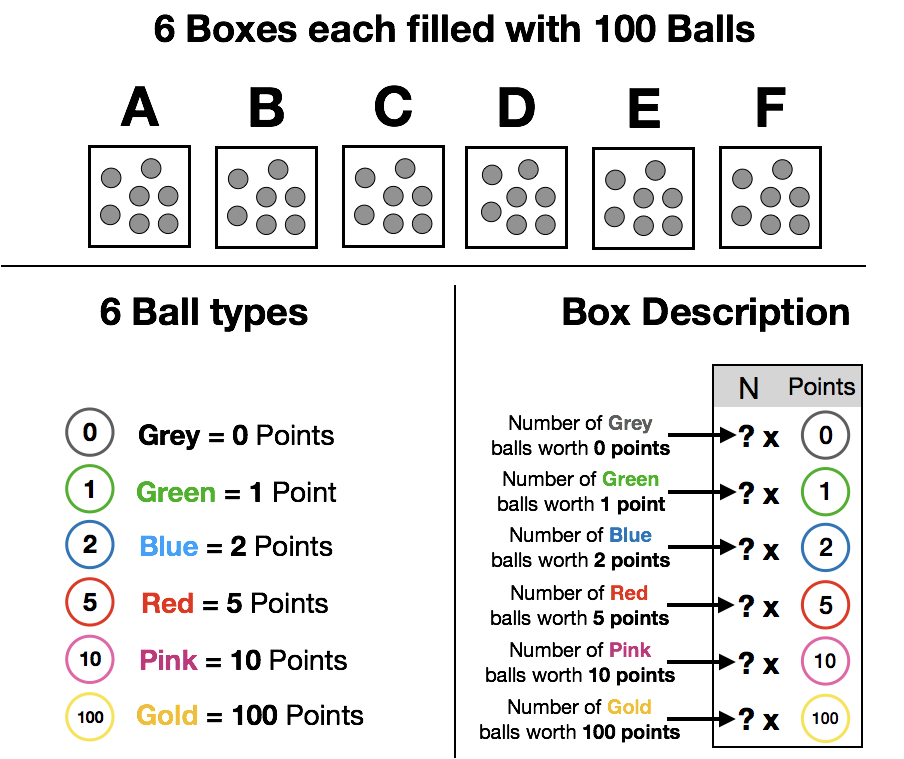 6 Boxes each filled with 100 Balls
A B C D E F
6 Ball types
0 Grey = 0 Points
1 Green = 1 Point
2 Blue = 2 Points
5 Red = 5 Points
10 Pink = 10 Points
100 Gold = 100 Points
Box Description
N Points
Number of Grey
balls worth 0 points
? x 0
Number of Green
balls worth 1 point
? x 1
Number of Blue
balls worth 2 points
? x 2
Number of Red
balls worth 5 points
? x 5
Number of Pink
balls worth 10 points
? x 10
Number of Gold
balls worth 100 points
? x 100